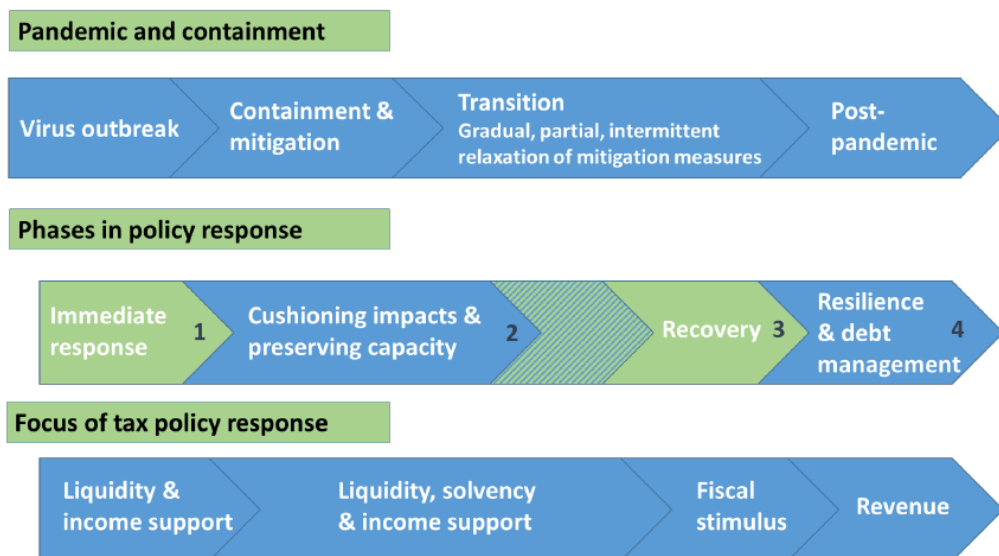 Pandemic and containment
Virus outbreak
Containment &
mitigation
Transition
Gradual, partial, intermittent
relaxation of mitigation measures
Post-
pandemic
Phases in policy response
Immediate
response
1
Cushioning impacts &
preserving capacity
2
Recovery
3
Resilience
& debt
management
4
Focus of tax policy response
Liquidity &
income support
Liquidity, solvency
& income support
Fiscal
stimulus
Revenue